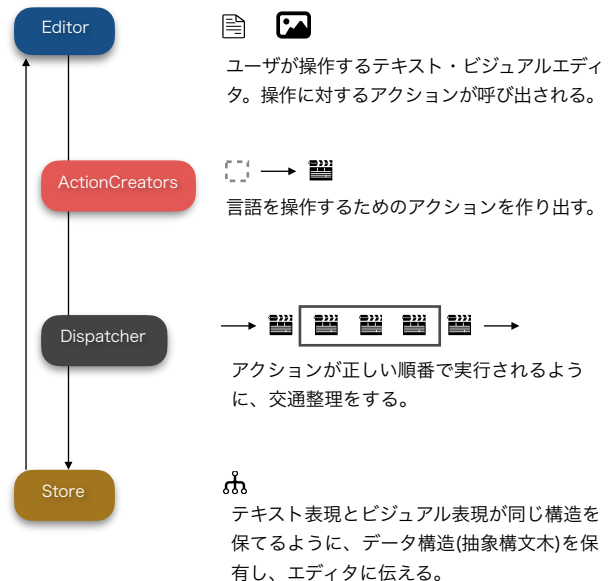 Editor
ユーザが操作するテキスト・ビジュアルエディ
タ。操作に対するアクションが呼び出される。
ActionCreators
言語を操作するためのアクションを作り出す。
Dispatcher
アクションが正しい順番で実行されるよう
に、交通整理をする。
Store
テキスト表現とビジュアル表現が同じ構造を
保てるように、データ構造(抽象構文木)を保
有し、エディタに伝える。